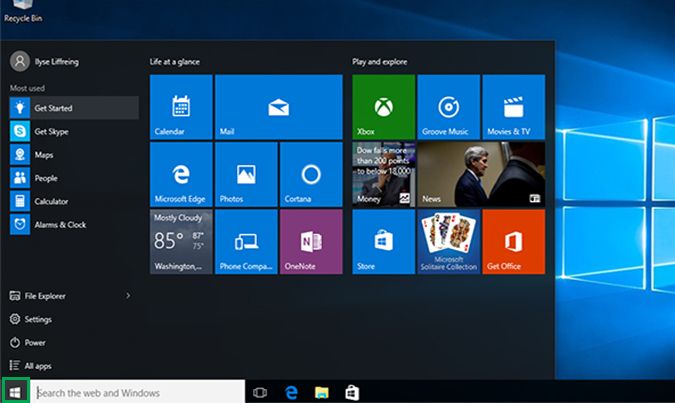 Recycle Bin
Ilyse Liffreing
Most used
Get Started
Get Skype
Maps
People
Calculator
Alarms & Clock
File Explorer
Settings
Power
All apps
Life at a glance
Calendar
Mail
Microsoft Edge
Photos
Cortana
Mostly Cloudy
85° 87°
75°
Washington,...
Phone Compa...
OneNote
Play and explore
Xbox
Groove Music
Movies & TV
Dow falls more
than 200 points
to below 18,000
Money
News
Store
Microsoft
Solitaire Collection
Get Office
Search the web and Windows